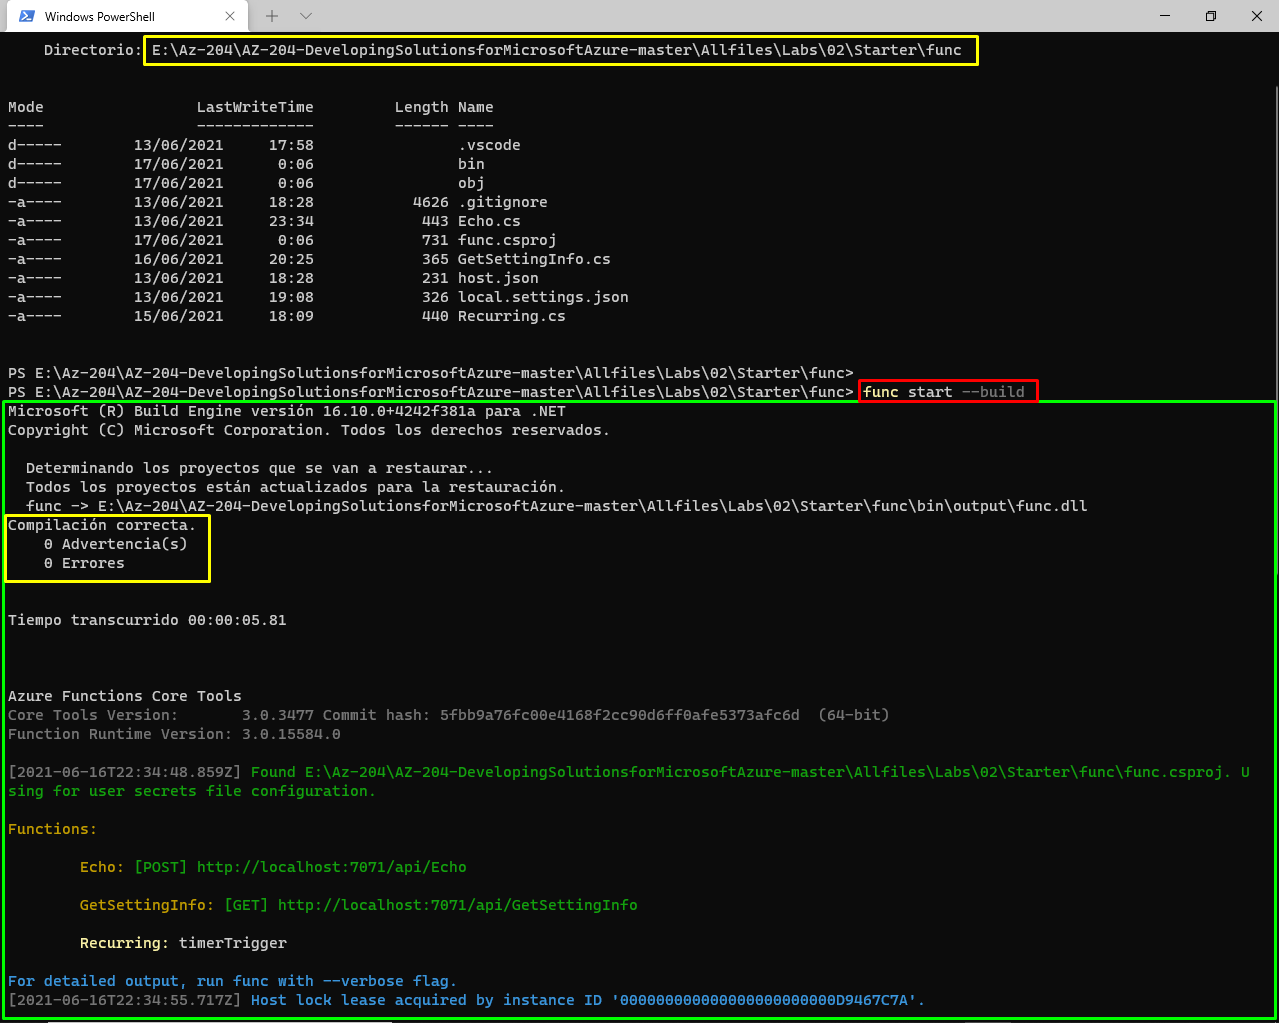 Windows PowerShell
Directorio: E:\Az-204\AZ-204-DevelopingSolutionsforMicrosoftAzure-master\Allfiles\Labs\02\Starter\func
Mode LastWriteTime Length Name
---- ------------- ------ ----
d----- 13/06/2021 17:58 .vscode
d----- 17/06/2021 0:06 bin
d----- 17/06/2021 0:06 obj
-a---- 13/06/2021 18:28 4626 .gitignore
-a---- 13/06/2021 23:34 443 Echo.cs
-a---- 17/06/2021 0:06 731 func.csproj
-a---- 16/06/2021 20:25 365 GetSettingInfo.cs
-a---- 13/06/2021 18:28 231 host.json
-a---- 13/06/2021 19:08 326 local.settings.json
-a---- 15/06/2021 18:09 440 Recurring.cs
PS E:\Az-204\AZ-204-DevelopingSolutionsforMicrosoftAzure-master\Allfiles\Labs\02\Starter\func>
PS E:\Az-204\AZ-204-DevelopingSolutionsforMicrosoftAzure-master\Allfiles\Labs\02\Starter\func> func start --build
Microsoft (R) Build Engine versión 16.10.0+4242f381a para .NET
Copyright (C) Microsoft Corporation. Todos los derechos reservados.
Determinando los proyectos que se van a restaurar...
Todos los proyectos están actualizados para la restauración.
func -> E:\Az-204\AZ-204-DevelopingSolutionsforMicrosoftAzure-master\Allfiles\Labs\02\Starter\func\bin\output\func.dll
Compilación correcta.
0 Advertencia(s)
0 Errores
Tiempo transcurrido 00:00:05.81
Azure Functions Core Tools
Core Tools Version: 3.0.3477 Commit hash: 5fbb9a76fc00e4168f2cc90d6ff0afe5373afc6d (64-bit)
Function Runtime Version: 3.0.15584.0
[2021-06-16T22:34:48.859Z] Found E:\Az-204\AZ-204-DevelopingSolutionsforMicrosoftAzure-master\Allfiles\Labs\02\Starter\func\func.csproj. U
sing for user secrets file configuration.
Functions:
Echo: [POST] http://localhost:7071/api/Echo
GetSettingInfo: [GET] http://localhost:7071/api/GetSettingInfo
Recurring: timerTrigger
For detailed output, run func with --verbose flag.
[2021-06-16T22:34:55.717Z] Host lock lease acquired by instance ID '000000000000000000000000D9467C7A'.